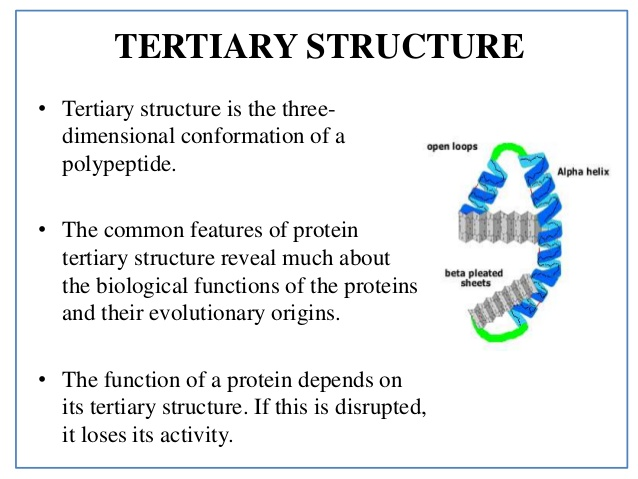 TERTIARY STRUCTURE
• Tertiary structure is the three-
dimensional conformation of a
polypeptide.
• The common features of protein
tertiary structure reveal much about
the biological functions of the proteins
and their evolutionary origins.
• The function of a protein depends on
its tertiary structure. If this is disrupted,
it loses its activity.
open loops
Alpha helix
beta pleated
sheets